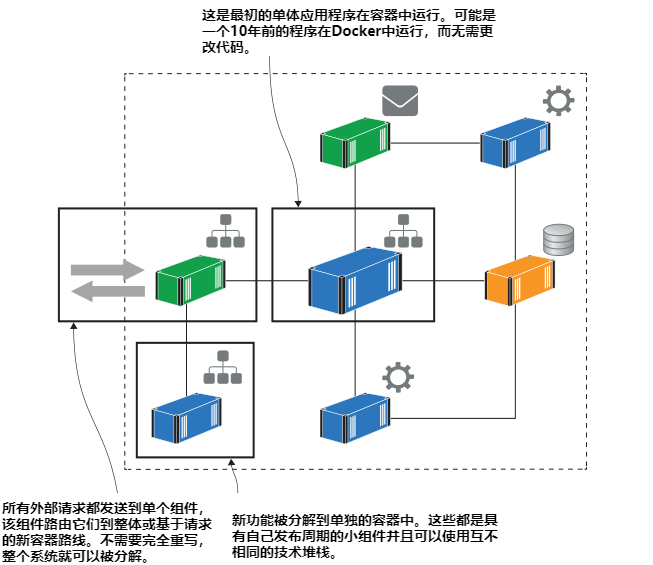 这是最初的单体应用程序在容器中运行。可能是
一个10年前的程序在Docker中运行，而无需更
改代码。
所有外部请求都发送到单个组件，
该组件路由它们到整体或基于请求
的新容器路线。不需要完全重写，
整个系统就可以被分解。
新功能被分解到单独的容器中。这些都是具
有自己发布周期的小组件并且可以使用互不
相同的技术堆栈。